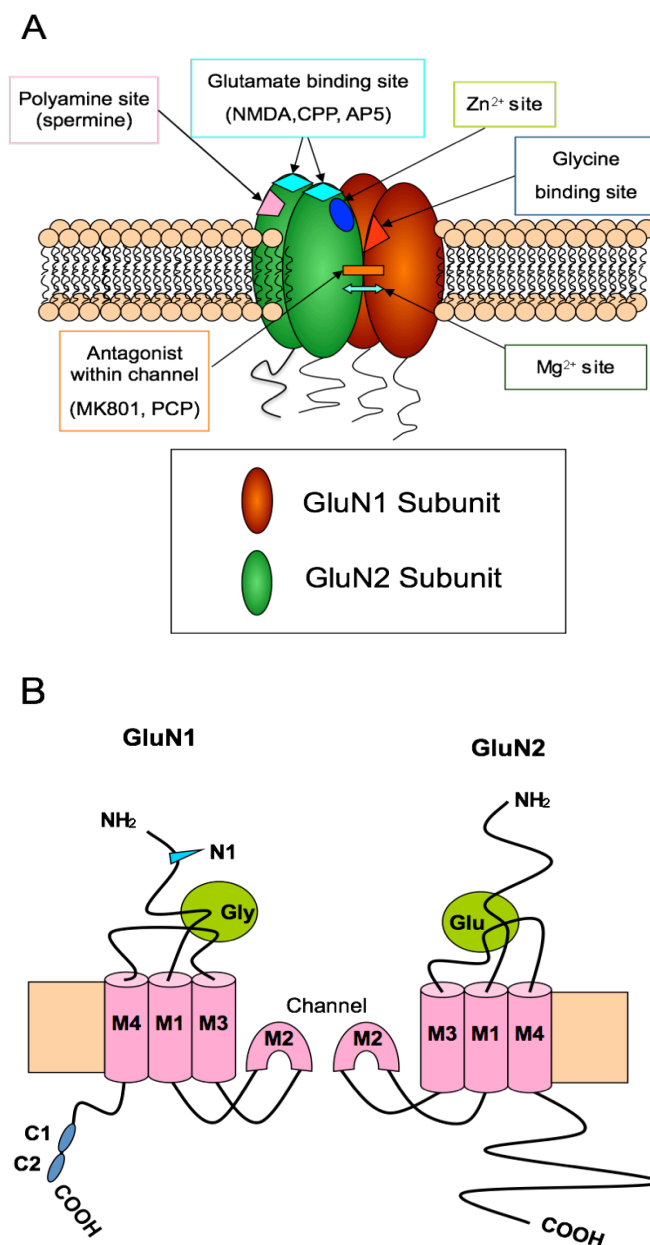 A
Polyamine site
(spermine)
Glutamate binding site
(NMDA,CPP, AP5)
Zn²⁺ site
Glycine
binding site
Antagonist
within channel
(MK801, PCP)
Mg²⁺ site
GluN1 Subunit
GluN2 Subunit
B
GluN1
GluN2
NH₂
N1
Gly
NH₂
Glu
Channel
M4 M1 M3
M2
M2
M3 M1 M4
C1
C2
COOH
COOH